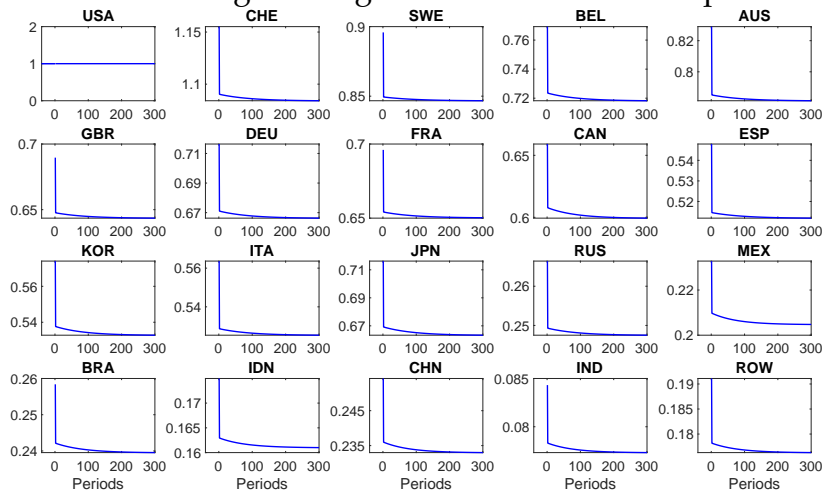 USA
2
1
0
0 100 200 300
CHE
1.15
1.1
0 100 200 300
SWE
0.9
0.85
0 100 200 300
BEL
0.76
0.74
0.72
0 100 200 300
AUS
0.82
0.8
0 100 200 300
GBR
0.7
0.65
0 100 200 300
DEU
0.71
0.69
0.67
0 100 200 300
FRA
0.7
0.65
0 100 200 300
CAN
0.65
0.6
0 100 200 300
ESP
0.54
0.53
0.52
0 100 200 300
KOR
0.56
0.54
0 100 200 300
ITA
0.56
0.54
0 100 200 300
JPN
0.71
0.69
0.67
0 100 200 300
RUS
0.26
0.25
0 100 200 300
MEX
0.22
0.2
0 100 200 300
BRA
0.26
0.25
0.24
0 100 200 300
Periods
IDN
0.17
0.165
0.16
0 100 200 300
Periods
CHN
0.245
0.235
0 100 200 300
Periods
IND
0.085
0.08
0 100 200 300
Periods
ROW
0.19
0.185
0.18
0 100 200 300
Periods